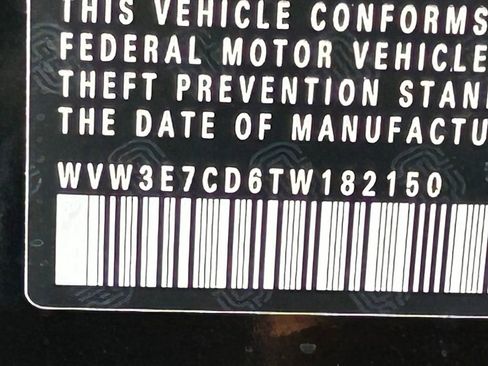 THIS VEHICLE CONFORMS
FEDERAL MOTOR VEHICLE
THEFT PREVENTION STAN
THE DATE OF MANUFACTU
WVW3E7CD6TW182150